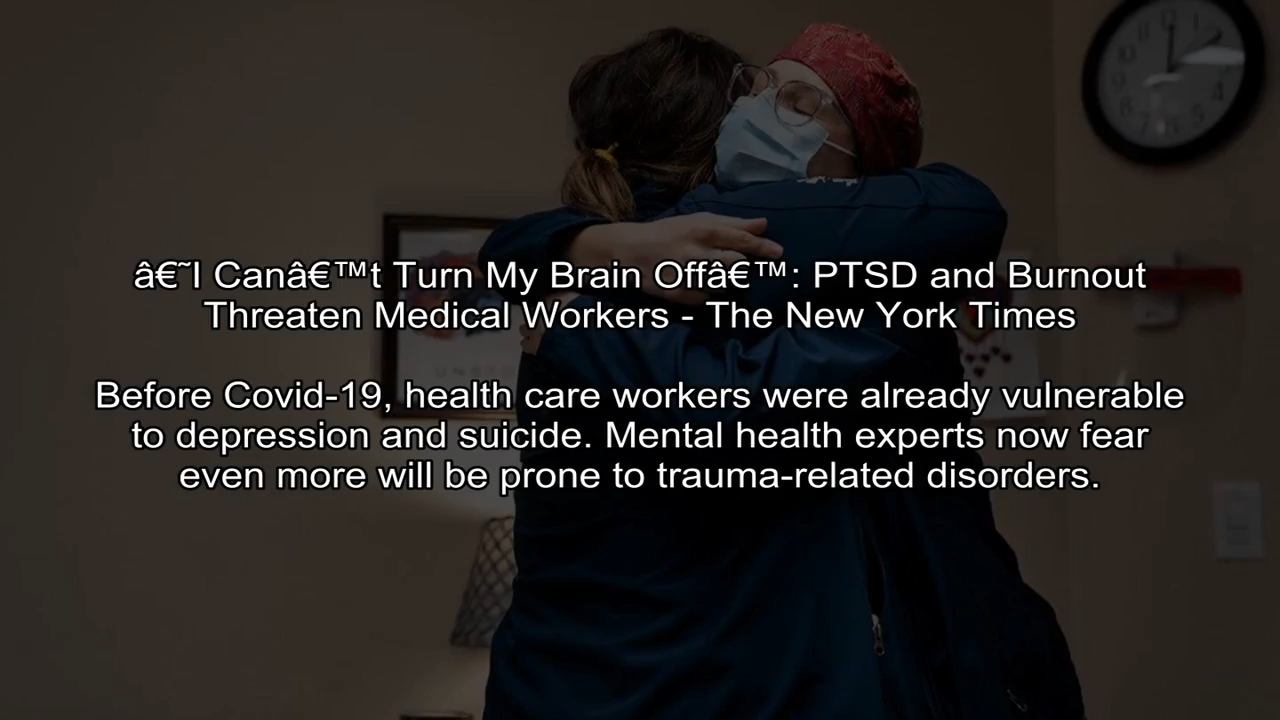 â€˜I Canâ€™t Turn My Brain Offâ€™: PTSD and Burnout
Threaten Medical Workers - The New York Times
Before Covid-19, health care workers were already vulnerable
to depression and suicide. Mental health experts now fear
even more will be prone to trauma-related disorders.